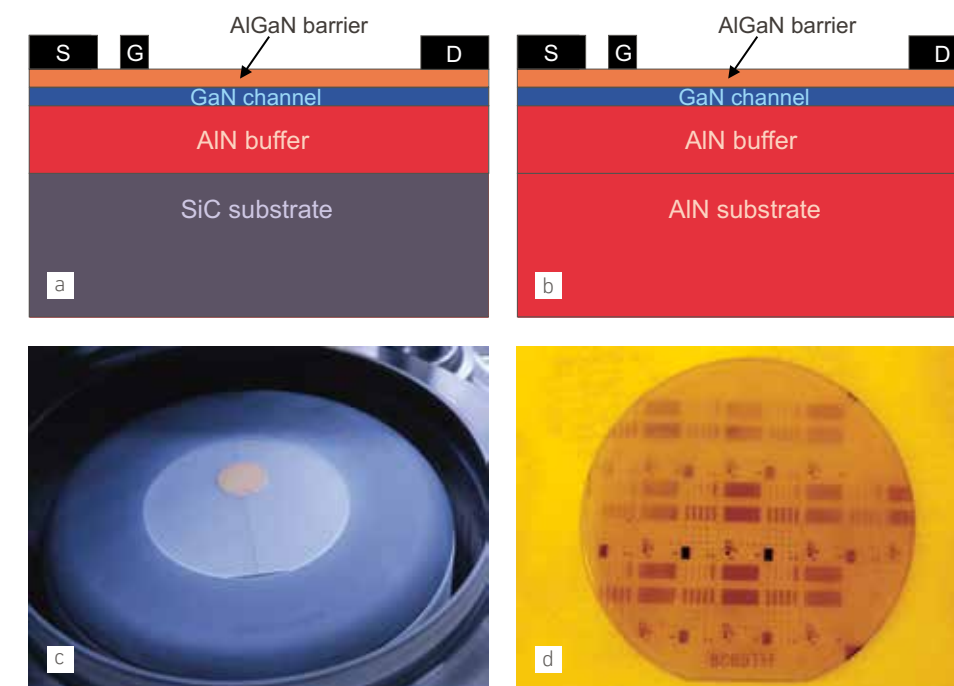 AlGaN barrier
S G D
GaN channel
AlN buffer
SiC substrate
a
AlGaN barrier
S G D
GaN channel
AlN buffer
AlN substrate
b
c
d